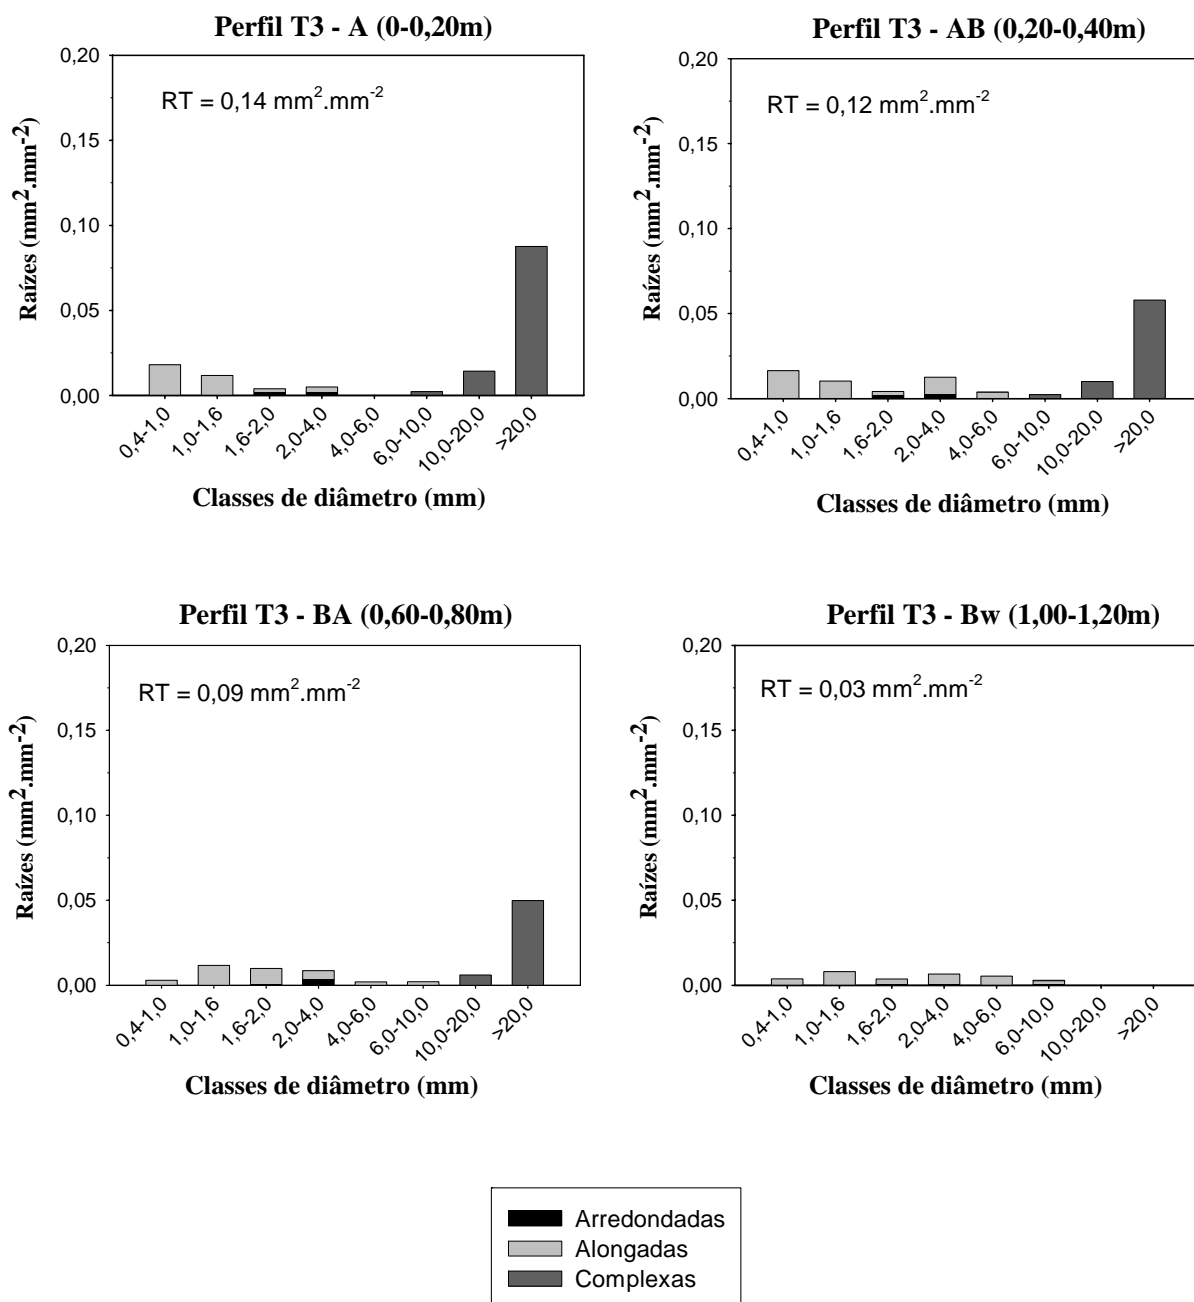 Perfil T3 - A (0-0,20m)
RT = 0,14 mm².mm⁻²
Raízes (mm².mm⁻²)
0,20
0,15
0,10
0,05
0,00
0,4-1,0
1,0-1,6
1,6-2,0
2,0-4,0
4,0-6,0
6,0-10,0
10,0-20,0
>20,0
Classes de diâmetro (mm)
Perfil T3 - AB (0,20-0,40m)
RT = 0,12 mm².mm⁻²
Raízes (mm².mm⁻²)
0,20
0,15
0,10
0,05
0,00
0,4-1,0
1,0-1,6
1,6-2,0
2,0-4,0
4,0-6,0
6,0-10,0
10,0-20,0
>20,0
Classes de diâmetro (mm)
Perfil T3 - BA (0,60-0,80m)
RT = 0,09 mm².mm⁻²
Raízes (mm².mm⁻²)
0,20
0,15
0,10
0,05
0,00
0,4-1,0
1,0-1,6
1,6-2,0
2,0-4,0
4,0-6,0
6,0-10,0
10,0-20,0
>20,0
Classes de diâmetro (mm)
Perfil T3 - Bw (1,00-1,20m)
RT = 0,03 mm².mm⁻²
Raízes (mm².mm⁻²)
0,20
0,15
0,10
0,05
0,00
0,4-1,0
1,0-1,6
1,6-2,0
2,0-4,0
4,0-6,0
6,0-10,0
10,0-20,0
>20,0
Classes de diâmetro (mm)
Arredondadas
Alongadas
Complexas